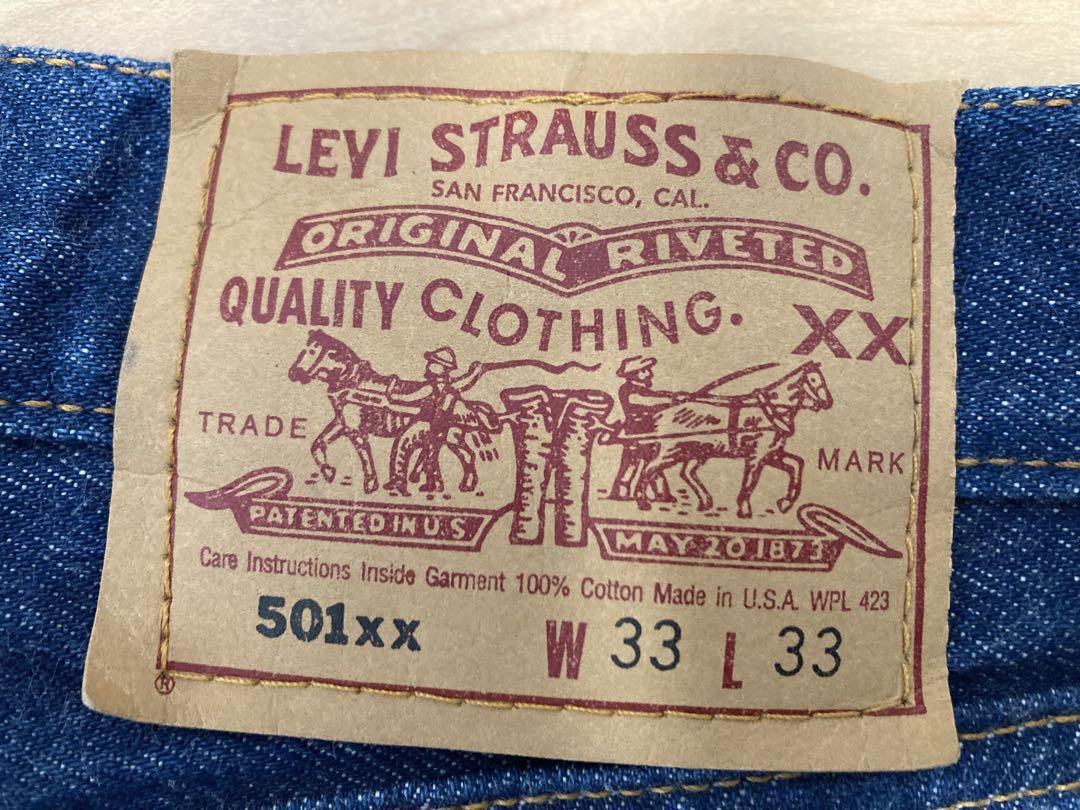 LEVI STRAUSS & CO.
SAN FRANCISCO, CAL.
ORIGINAL RIVETED
QUALITY CLOTHING. XX
TRADE MARK
PATENTED IN U.S MAY 20 1873
Care Instructions Inside Garment 100% Cotton Made in U.S.A. WPL 423
501xx W 33 L 33
®